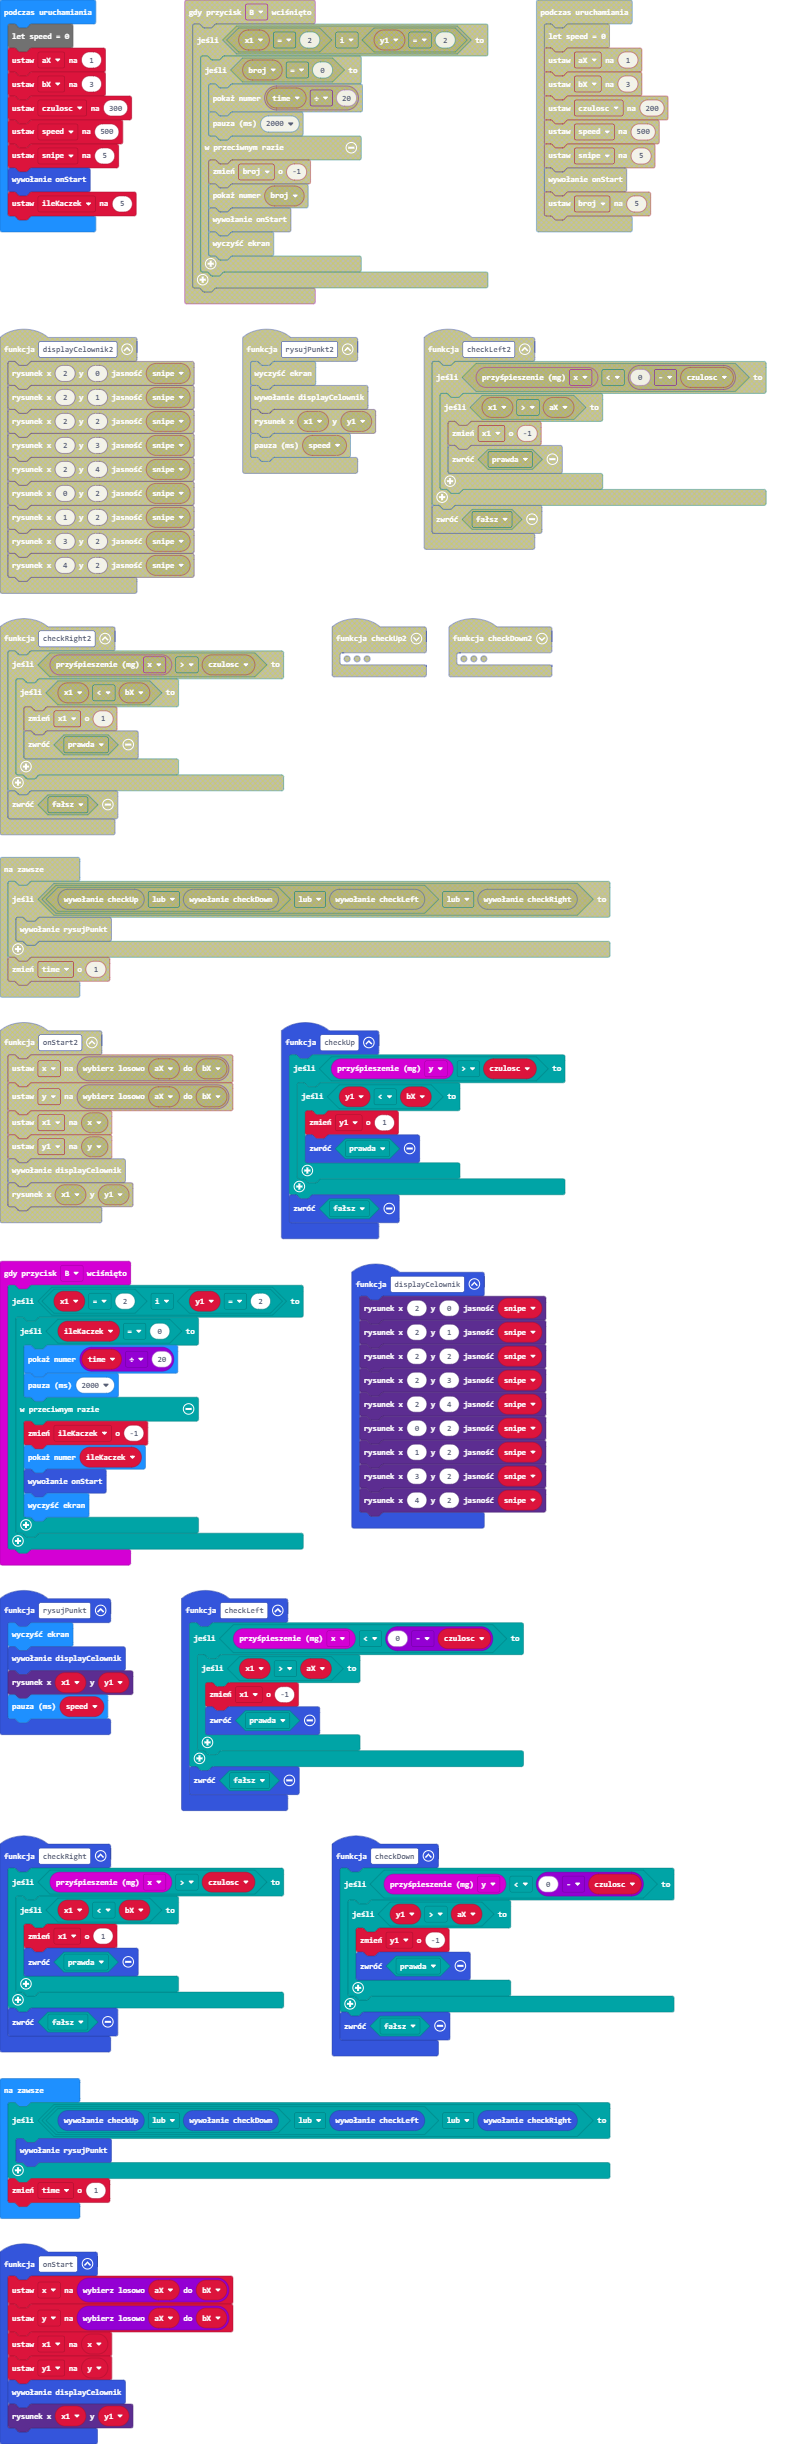 podczas uruchamiania
let speed = 0
ustaw aX na 1
ustaw bX na 3
ustaw czulosc na 300
ustaw speed na 500
ustaw snipe na 5
wywołanie onStart
ustaw ileKaczek na 5
gdy przycisk B wciśnięto
jeśli x1 = 2 i y1 = 2 to
jeśli broj = 0 to
pokaż numer time ÷ 20
pauza (ms) 2000
w przeciwnym razie
zmień broj o -1
pokaż numer broj
wywołanie onStart
wyczyść ekran
podczas uruchamiania
let speed = 0
ustaw aX na 1
ustaw bX na 3
ustaw czulosc na 200
ustaw speed na 500
ustaw snipe na 5
wywołanie onStart
ustaw broj na 5
funkcja displayCelownik2
rysunek x 2 y 0 jasność snipe
rysunek x 2 y 1 jasność snipe
rysunek x 2 y 2 jasność snipe
rysunek x 2 y 3 jasność snipe
rysunek x 2 y 4 jasność snipe
rysunek x 0 y 2 jasność snipe
rysunek x 1 y 2 jasność snipe
rysunek x 3 y 2 jasność snipe
rysunek x 4 y 2 jasność snipe
funkcja rysujPunkt2
wyczyść ekran
wywołanie displayCelownik
rysunek x x1 y y1
pauza (ms) speed
funkcja checkLeft2
jeśli przyśpieszenie (mg) x < 0 - czulosc to
jeśli x1 > aX to
zmień x1 o -1
zwróć prawda
zwróć fałsz
funkcja checkRight2
jeśli przyśpieszenie (mg) x > czulosc to
jeśli x1 < bX to
zmień x1 o 1
zwróć prawda
zwróć fałsz
funkcja checkUp2
funkcja checkDown2
na zawsze
jeśli wywołanie checkUp lub wywołanie checkDown lub wywołanie checkLeft lub wywołanie checkRight to
wywołanie rysujPunkt
zmień time o 1
funkcja onStart2
ustaw x na wybierz losowo aX do bX
ustaw y na wybierz losowo aX do bX
ustaw x1 na x
ustaw y1 na y
wywołanie displayCelownik
rysunek x x1 y y1
funkcja checkUp
jeśli przyśpieszenie (mg) y > czulosc to
jeśli y1 < bX to
zmień y1 o 1
zwróć prawda
zwróć fałsz
gdy przycisk B wciśnięto
jeśli x1 = 2 i y1 = 2 to
jeśli ileKaczek = 0 to
pokaż numer time ÷ 20
pauza (ms) 2000
w przeciwnym razie
zmień ileKaczek o -1
pokaż numer ileKaczek
wywołanie onStart
wyczyść ekran
funkcja displayCelownik
rysunek x 2 y 0 jasność snipe
rysunek x 2 y 1 jasność snipe
rysunek x 2 y 2 jasność snipe
rysunek x 2 y 3 jasność snipe
rysunek x 2 y 4 jasność snipe
rysunek x 0 y 2 jasność snipe
rysunek x 1 y 2 jasność snipe
rysunek x 3 y 2 jasność snipe
rysunek x 4 y 2 jasność snipe
funkcja rysujPunkt
wyczyść ekran
wywołanie displayCelownik
rysunek x x1 y y1
pauza (ms) speed
funkcja checkLeft
jeśli przyśpieszenie (mg) x < 0 - czulosc to
jeśli x1 > aX to
zmień x1 o -1
zwróć prawda
zwróć fałsz
funkcja checkRight
jeśli przyśpieszenie (mg) x > czulosc to
jeśli x1 < bX to
zmień x1 o 1
zwróć prawda
zwróć fałsz
funkcja checkDown
jeśli przyśpieszenie (mg) y < 0 - czulosc to
jeśli y1 > aX to
zmień y1 o -1
zwróć prawda
zwróć fałsz
na zawsze
jeśli wywołanie checkUp lub wywołanie checkDown lub wywołanie checkLeft lub wywołanie checkRight to
wywołanie rysujPunkt
zmień time o 1
funkcja onStart
ustaw x na wybierz losowo aX do bX
ustaw y na wybierz losowo aX do bX
ustaw x1 na x
ustaw y1 na y
wywołanie displayCelownik
rysunek x x1 y y1